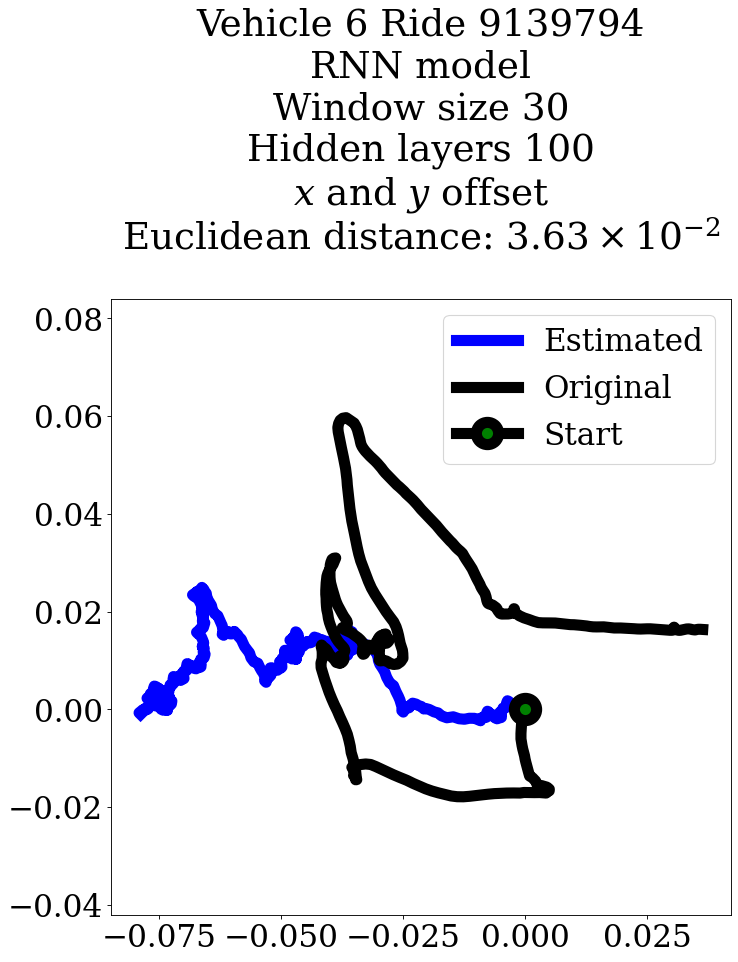 Vehicle 6 Ride 9139794
RNN model
Window size 30
Hidden layers 100
x and y offset
Euclidean distance: 3.63 × 10⁻²
Estimated
Original
Start
0.08
0.06
0.04
0.02
0.00
−0.02
−0.04
−0.075 −0.050 −0.025 0.000 0.025